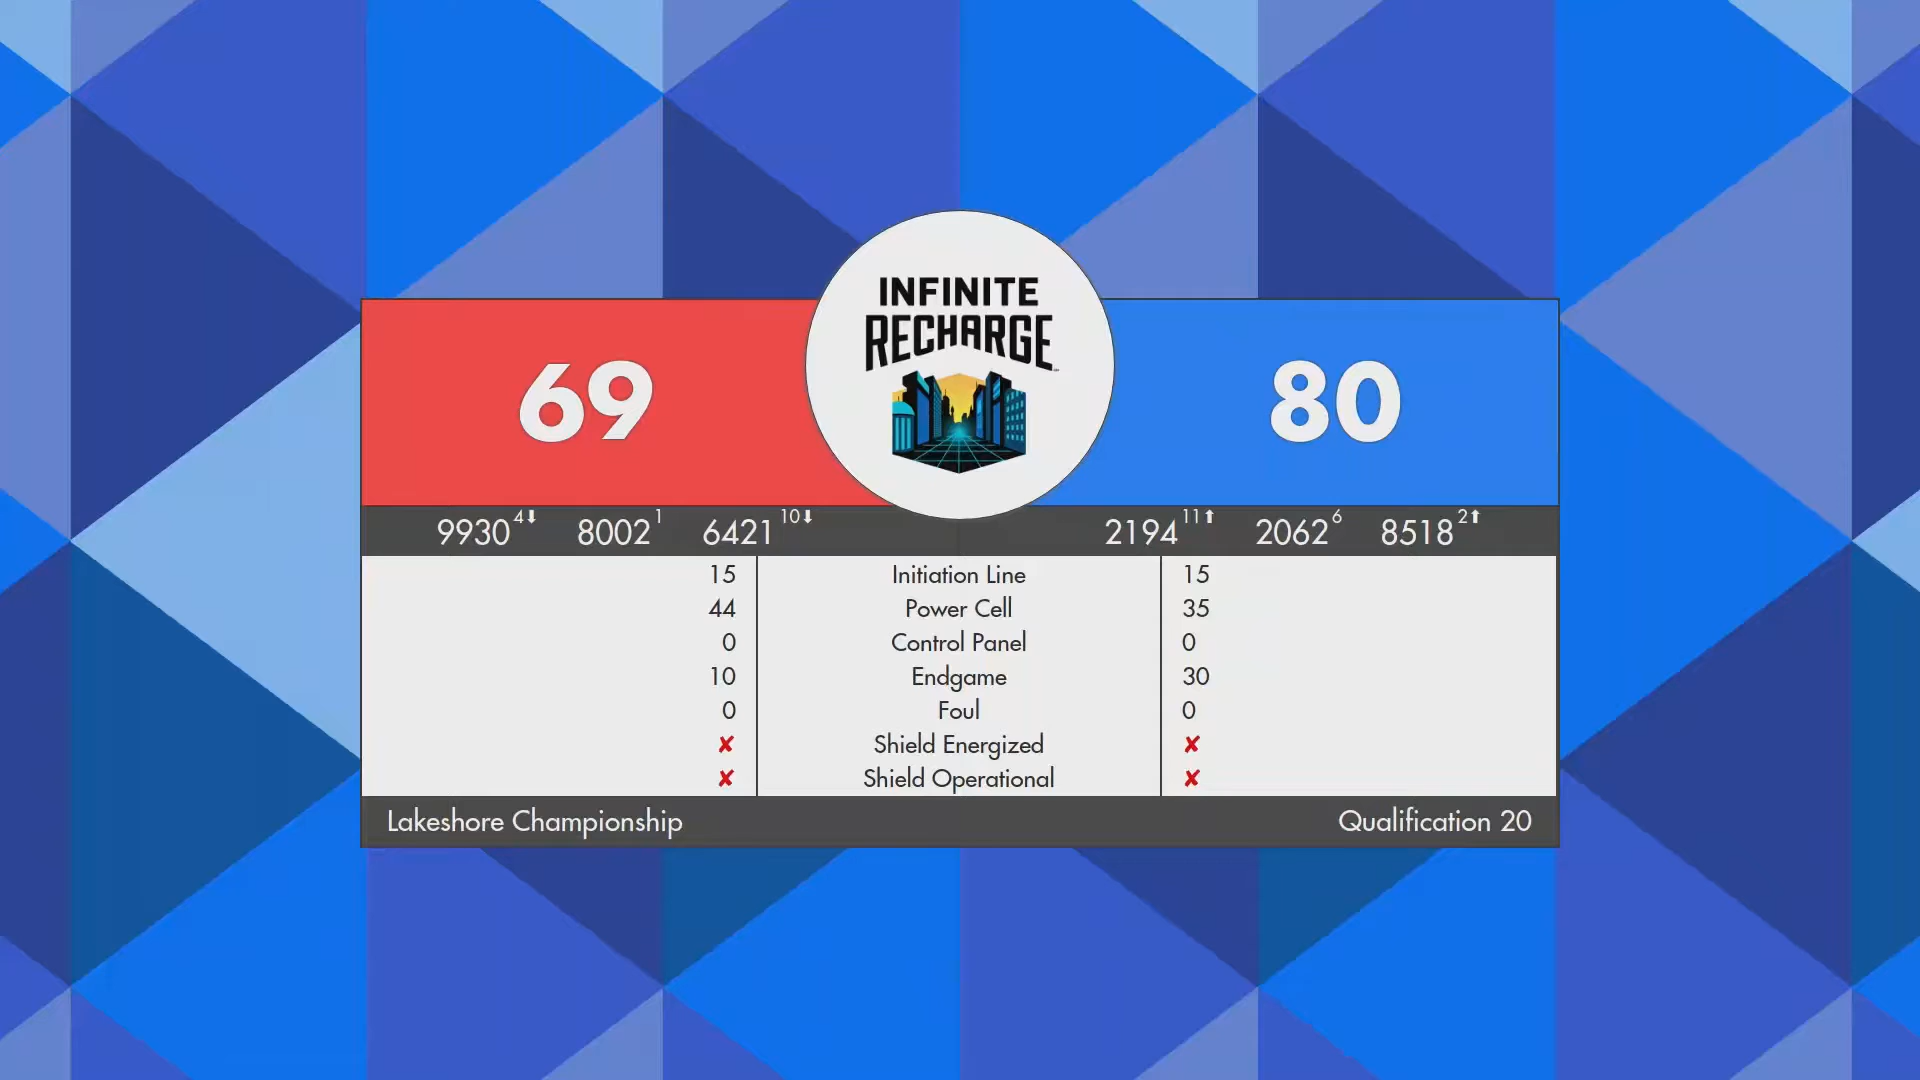 INFINITE
RECHARGE
69 80
9930 4⬇ 8002 1 6421 10⬇ 2194 11⬆ 2062 6 8518 2⬆
15 Initiation Line 15
44 Power Cell 35
0 Control Panel 0
10 Endgame 30
0 Foul 0
✘ Shield Energized ✘
✘ Shield Operational ✘
Lakeshore Championship Qualification 20